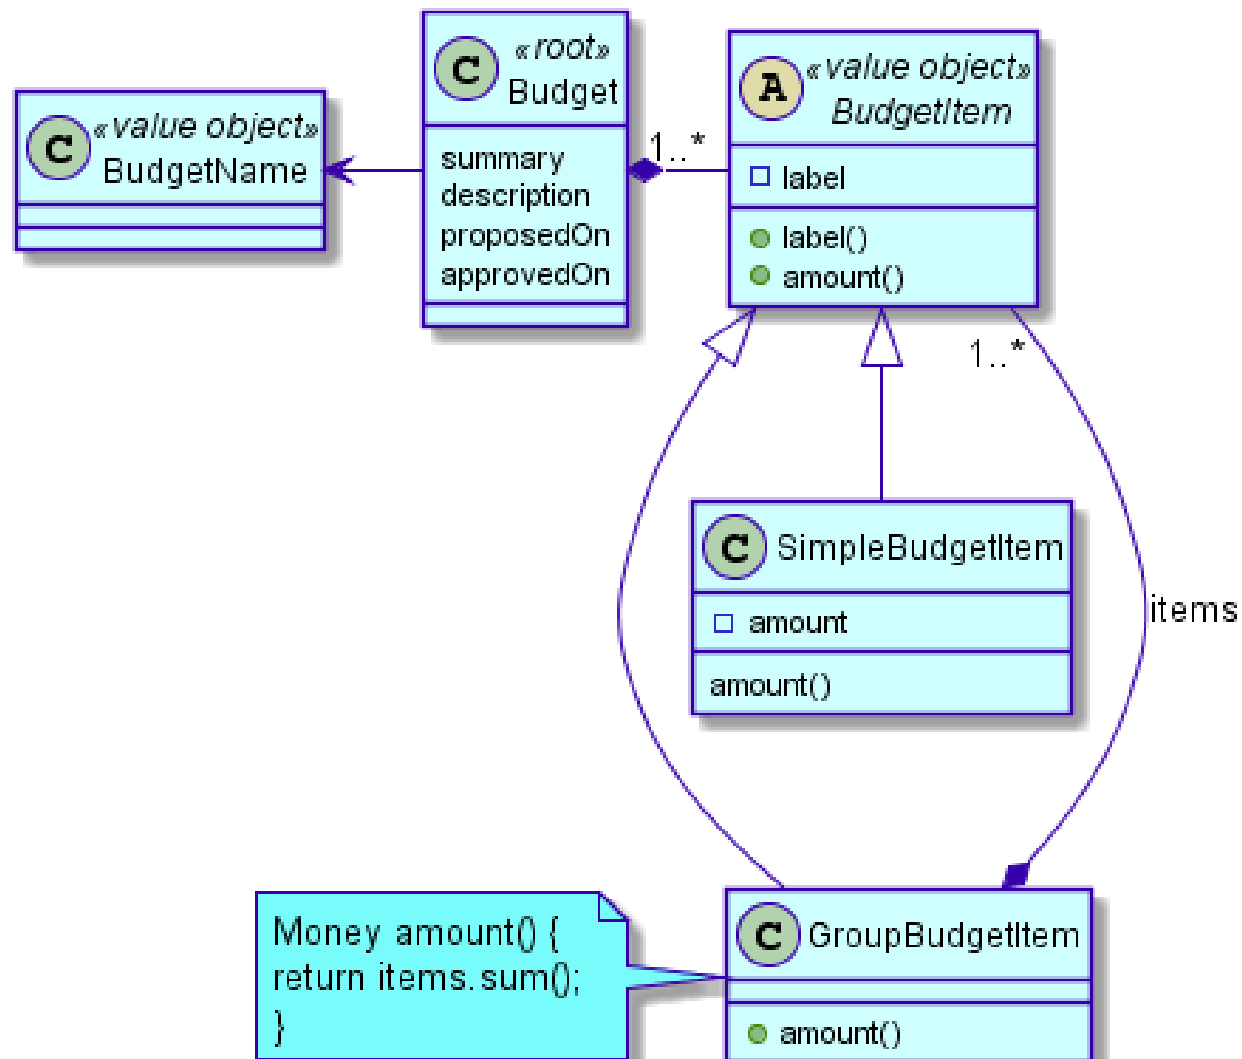 C
«value object»
BudgetName
C
«root»
Budget
summary
description
proposedOn
approvedOn
1..*
A
«value object»
BudgetItem
label
label()
amount()
1..*
C
SimpleBudgetItem
amount
amount()
items
Money amount() {
return items.sum();
}
C
GroupBudgetItem
amount()